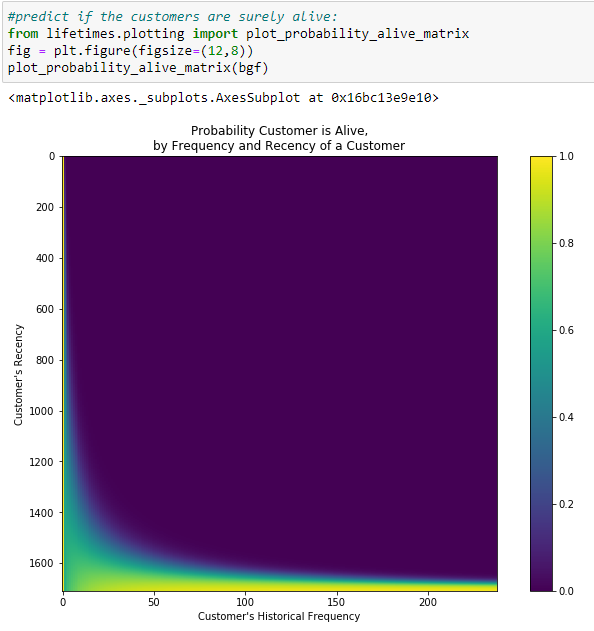 #predict if the customers are surely alive:
from lifetimes.plotting import plot_probability_alive_matrix
fig = plt.figure(figsize=(12,8))
plot_probability_alive_matrix(bgf)
<matplotlib.axes._subplots.AxesSubplot at 0x16bc13e9e10>
Probability Customer is Alive,
by Frequency and Recency of a Customer
0
200
400
600
800
1000
1200
1400
1600
Customer's Recency
0
50
100
150
200
Customer's Historical Frequency
1.0
0.8
0.6
0.4
0.2
0.0